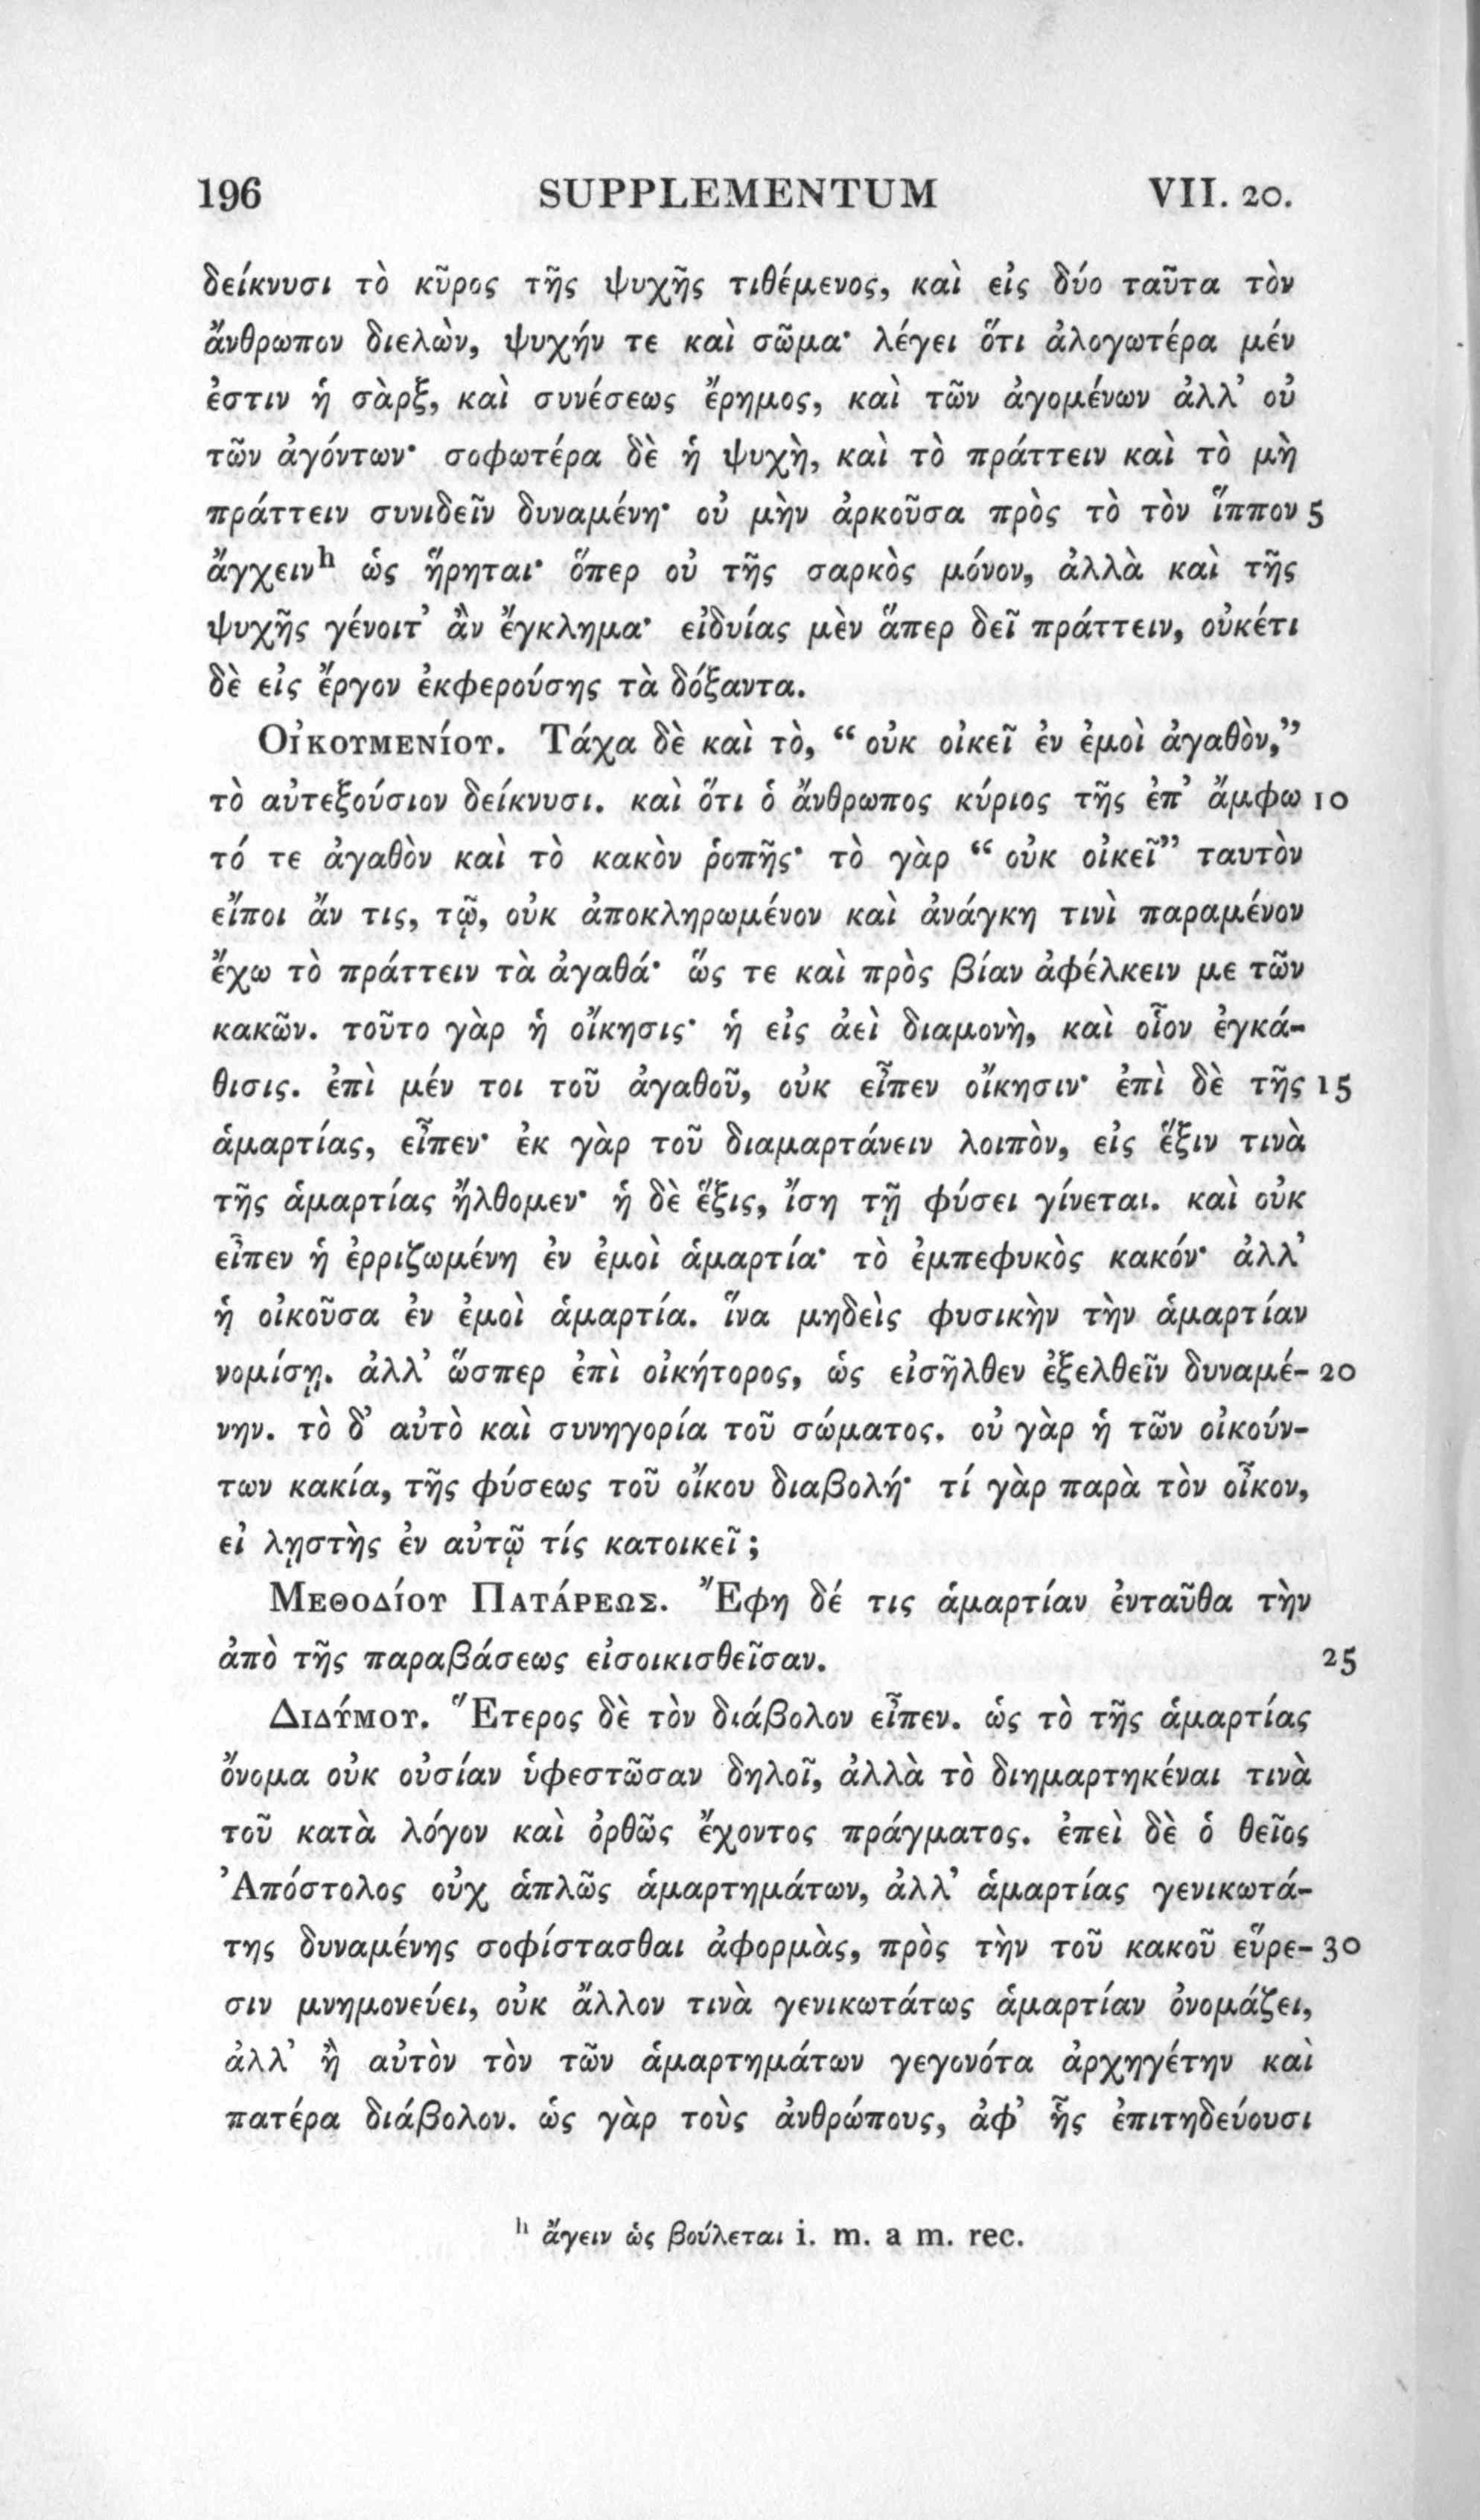 196 SUPPLEMENTUM VII. 20.
δείκνυσι τὸ κῦρος τῆς ψυχῆς τιθέμενος, καὶ εἰς δύο ταῦτα τὸν
ἄνθρωπον διελὼν, ψυχήν τε καὶ σῶμα· λέγει ὅτι ἀλογωτέρα μέν
ἐστιν ἡ σὰρξ, καὶ συνέσεως ἔρημος, καὶ τῶν ἀγομένων ἀλλ᾽ οὐ
τῶν ἀγόντων· σοφωτέρα δὲ ἡ ψυχὴ, καὶ τὸ πράττειν καὶ τὸ μὴ
πράττειν συνιδεῖν δυναμένη· οὐ μὴν ἀρκοῦσα πρὸς τὸ τὸν ἵππον 5
ἄγχειν h ὡς ᾕρηται· ὅπερ οὐ τῆς σαρκὸς μόνον, ἀλλὰ καὶ τῆς
ψυχῆς γένοιτ᾽ ἂν ἔγκλημα· εἰδυίας μὲν ἅπερ δεῖ πράττειν, οὐκέτι
δὲ εἰς ἔργον ἐκφερούσης τὰ δόξαντα.
ΟἰΚΟΥΜΕΝίΟΥ. Τάχα δὲ καὶ τὸ, “ οὐκ οἰκεῖ ἐν ἐμοὶ ἀγαθὸν,”
τὸ αὐτεξούσιον δείκνυσι. καὶ ὅτι ὁ ἄνθρωπος κύριος τῆς ἐπ᾽ ἄμφω 10
τό τε ἀγαθὸν καὶ τὸ κακὸν ῥοπῆς· τὸ γὰρ “ οὐκ οἰκεῖ” ταυτὸν
εἴποι ἄν τις, τῷ, οὐκ ἀποκληρωμένον καὶ ἀνάγκη τινὶ παραμένον
ἔχω τὸ πράττειν τὰ ἀγαθά· ὥς τε καὶ πρὸς βίαν ἀφέλκειν με τῶν
κακῶν. τοῦτο γὰρ ἡ οἴκησις· ἡ εἰς ἀεὶ διαμονὴ, καὶ οἷον ἐγκά-
θισις. ἐπὶ μέν τοι τοῦ ἀγαθοῦ, οὐκ εἶπεν οἴκησιν· ἐπὶ δὲ τῆς 15
ἁμαρτίας, εἶπεν· ἐκ γὰρ τοῦ διαμαρτάνειν λοιπὸν, εἰς ἕξιν τινὰ
τῆς ἁμαρτίας ἤλθομεν· ἡ δὲ ἕξις, ἴση τῇ φύσει γίνεται. καὶ οὐκ
εἶπεν ἡ ἐρριζωμένη ἐν ἐμοὶ ἁμαρτία· τὸ ἐμπεφυκὸς κακόν· ἀλλ᾽
ἡ οἰκοῦσα ἐν ἐμοὶ ἁμαρτία. ἵνα μηδεὶς φυσικὴν τὴν ἁμαρτίαν
νομίσῃ. ἀλλ᾽ ὥσπερ ἐπὶ οἰκήτορος, ὡς εἰσῆλθεν ἐξελθεῖν δυναμέ- 20
νην. τὸ δ᾽ αὐτὸ καὶ συνηγορία τοῦ σώματος. οὐ γὰρ ἡ τῶν οἰκούν-
των κακία, τῆς φύσεως τοῦ οἴκου διαβολή· τί γὰρ παρὰ τὸν οἶκον,
εἰ λῃστὴς ἐν αὐτῷ τίς κατοικεῖ ;
ΜΕΘΟΔίΟΥ ΠΑΤάΡΕΩΣ. Ἔφη δέ τις ἁμαρτίαν ἐνταῦθα τὴν
ἀπὸ τῆς παραβάσεως εἰσοικισθεῖσαν. 25
ΔΙΔύΜΟΥ. Ἕτερος δὲ τὸν διάβολον εἶπεν. ὡς τὸ τῆς ἁμαρτίας
ὄνομα οὐκ οὐσίαν ὑφεστῶσαν δηλοῖ, ἀλλὰ τὸ διημαρτηκέναι τινὰ
τοῦ κατὰ λόγον καὶ ὀρθῶς ἔχοντος πράγματος. ἐπεὶ δὲ ὁ θεῖος
Ἀπόστολος οὐχ ἁπλῶς ἁμαρτημάτων, ἀλλ᾽ ἁμαρτίας γενικωτά-
της δυναμένης σοφίστασθαι ἀφορμὰς, πρὸς τὴν τοῦ κακοῦ εὕρε- 30
σιν μνημονεύει, οὐκ ἄλλον τινὰ γενικωτάτως ἁμαρτίαν ὀνομάζει,
ἀλλ᾽ ἢ αὐτὸν τὸν τῶν ἁμαρτημάτων γεγονότα ἀρχηγέτην καὶ
πατέρα διάβολον. ὡς γὰρ τοὺς ἀνθρώπους, ἀφ᾽ ἧς ἐπιτηδεύουσι
h ἄγειν ὡς βούλεται i. m. a m. rec.